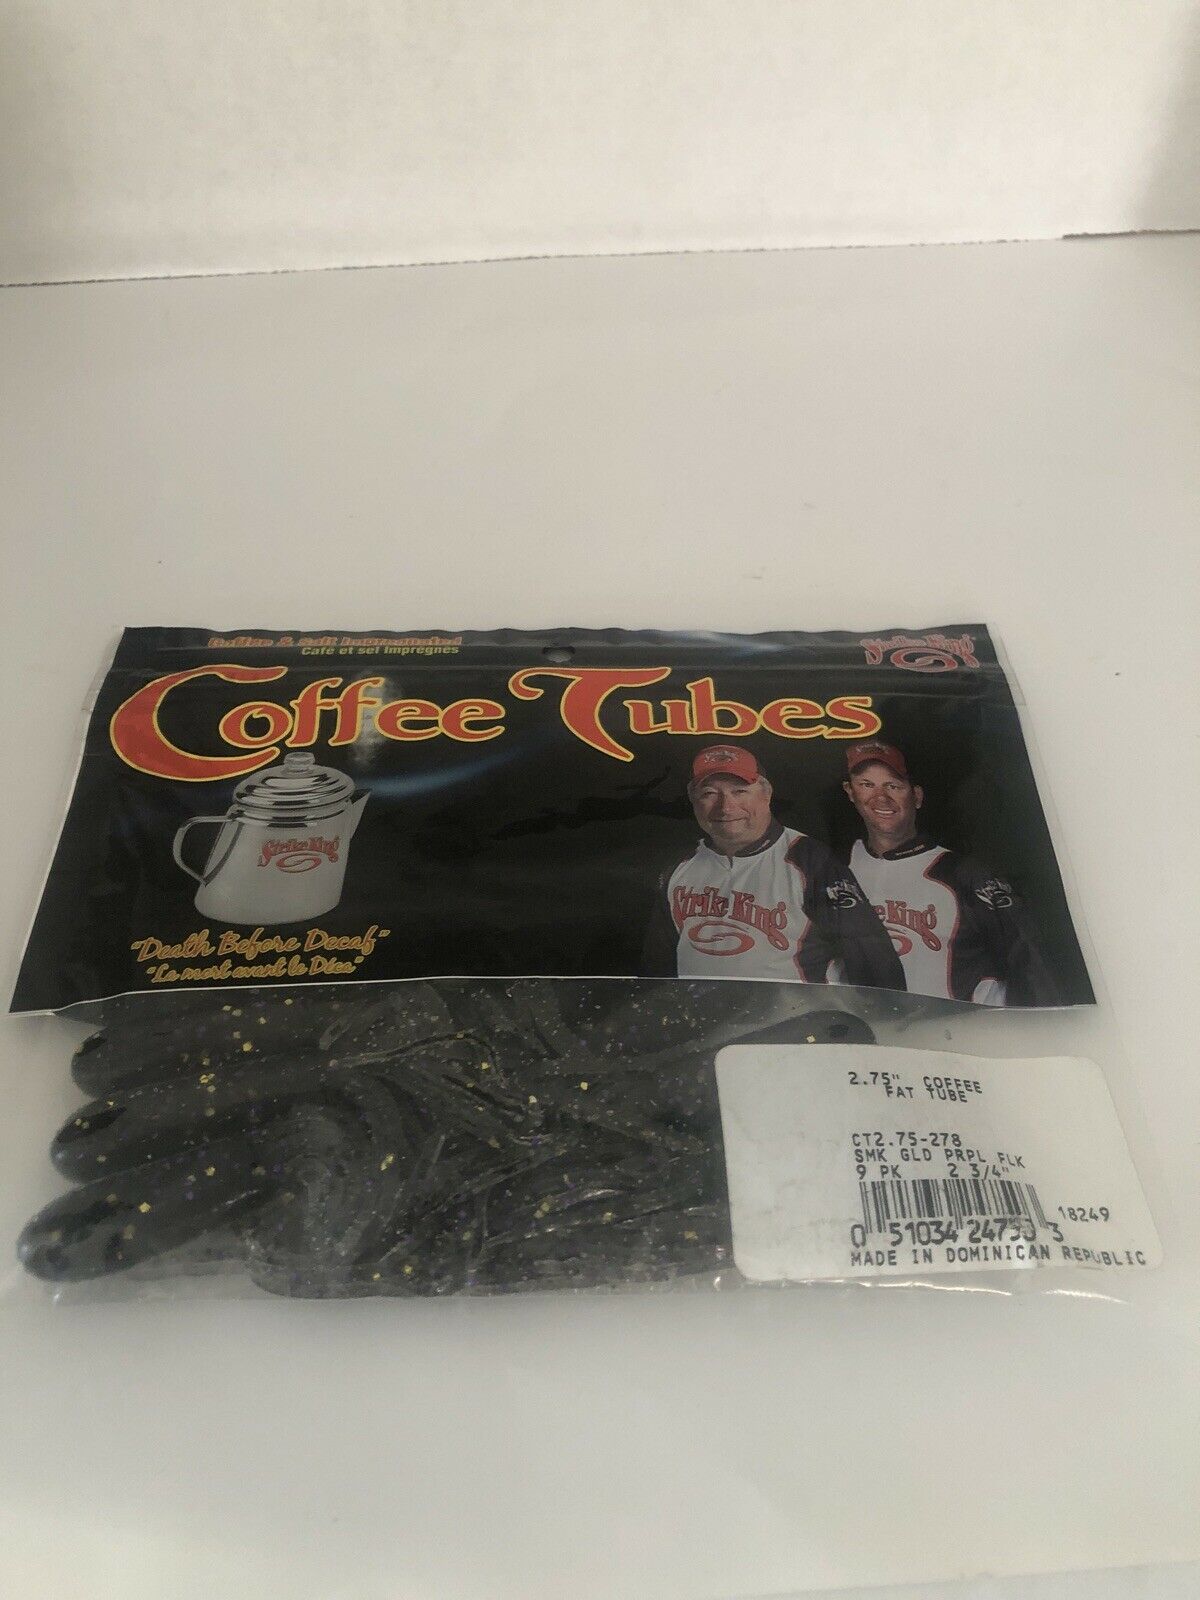 Coffee & Salt Impregnated
Café et sel Imprégnés
Strike King
Coffee Tubes
Strike King
Strike King
King
"Death Before Decaf"
"La mort avant le Déca"
2.75" COFFEE
FAT TUBE
CT2.75-278
SMK GLD PRPL FLK
9 PK 2 3/4"
18249
0 51034 24793 3
MADE IN DOMINICAN REPUBLIC